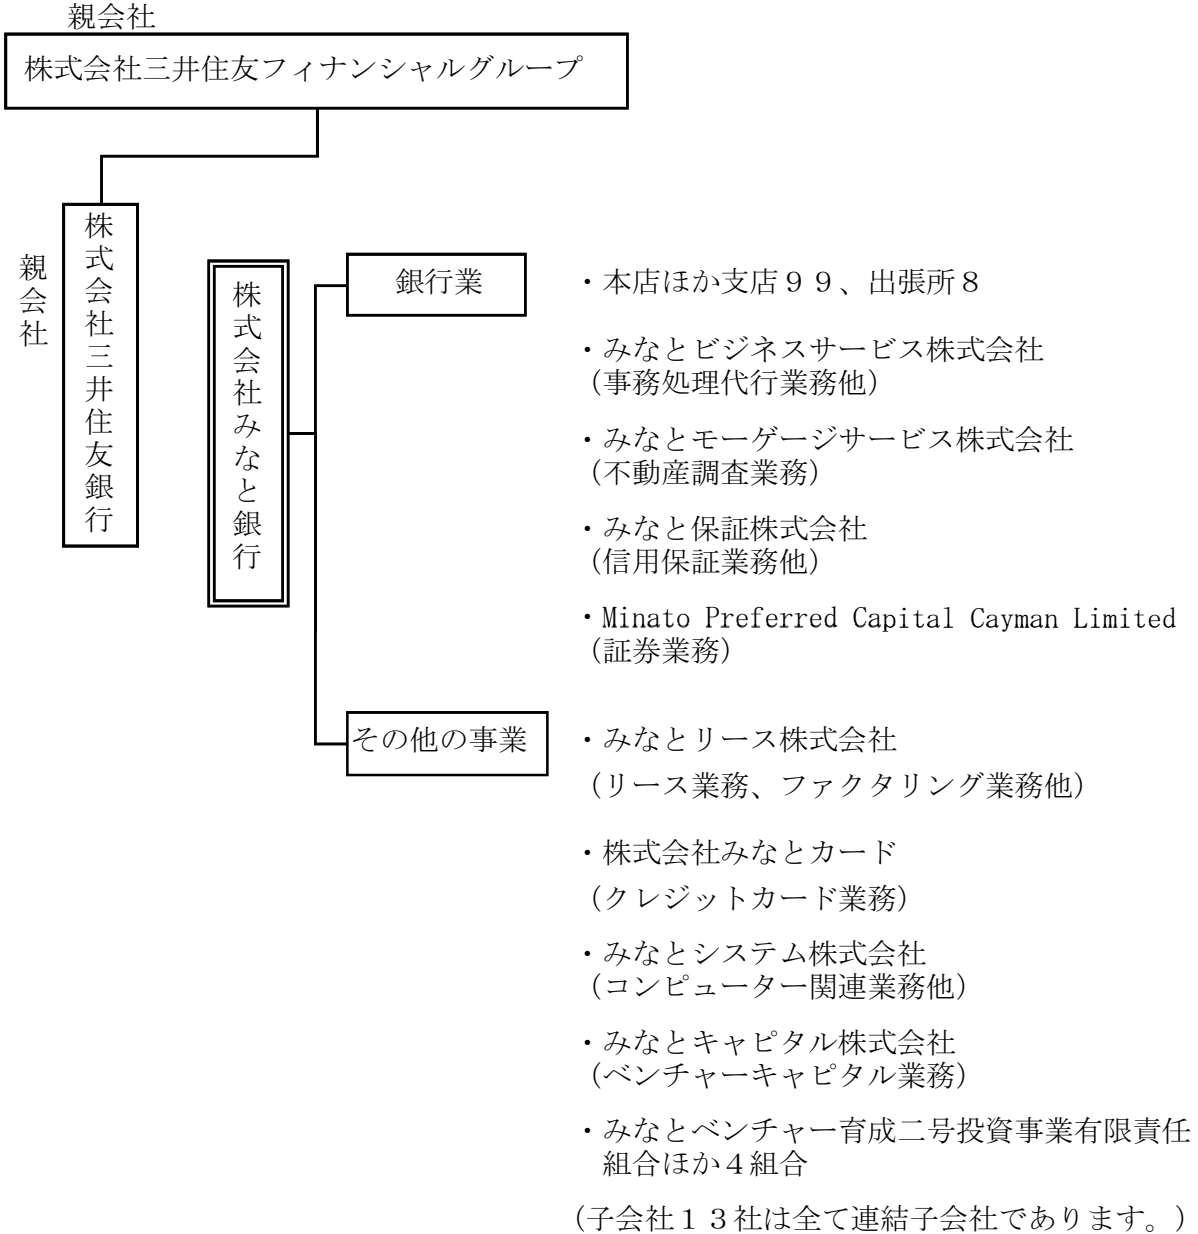 親会社
株式会社三井住友フィナンシャルグループ
親会社
株式会社三井住友銀行
株式会社みなと銀行
銀行業
・本店ほか支店９９、出張所８
・みなとビジネスサービス株式会社
（事務処理代行業務他）
・みなとモーゲージサービス株式会社
（不動産調査業務）
・みなと保証株式会社
（信用保証業務他）
・Minato Preferred Capital Cayman Limited
（証券業務）
その他の事業
・みなとリース株式会社
（リース業務、ファクタリング業務他）
・株式会社みなとカード
（クレジットカード業務）
・みなとシステム株式会社
（コンピューター関連業務他）
・みなとキャピタル株式会社
（ベンチャーキャピタル業務）
・みなとベンチャー育成二号投資事業有限責任
組合ほか４組合
（子会社１３社は全て連結子会社であります。）